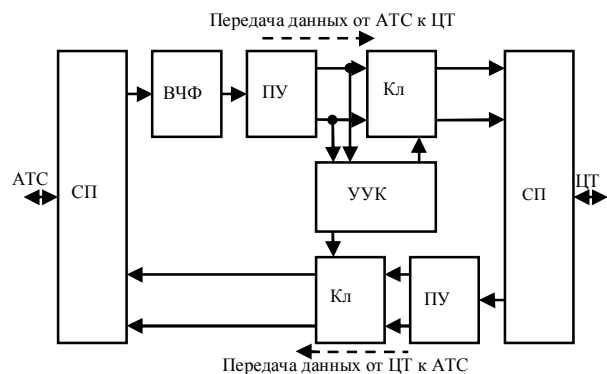 Передача данных от АТС к ЦТ
ВЧФ
ПУ
Кл
АТС
СП
УУК
СП
ЦТ
Кл
ПУ
Передача данных от ЦТ к АТС